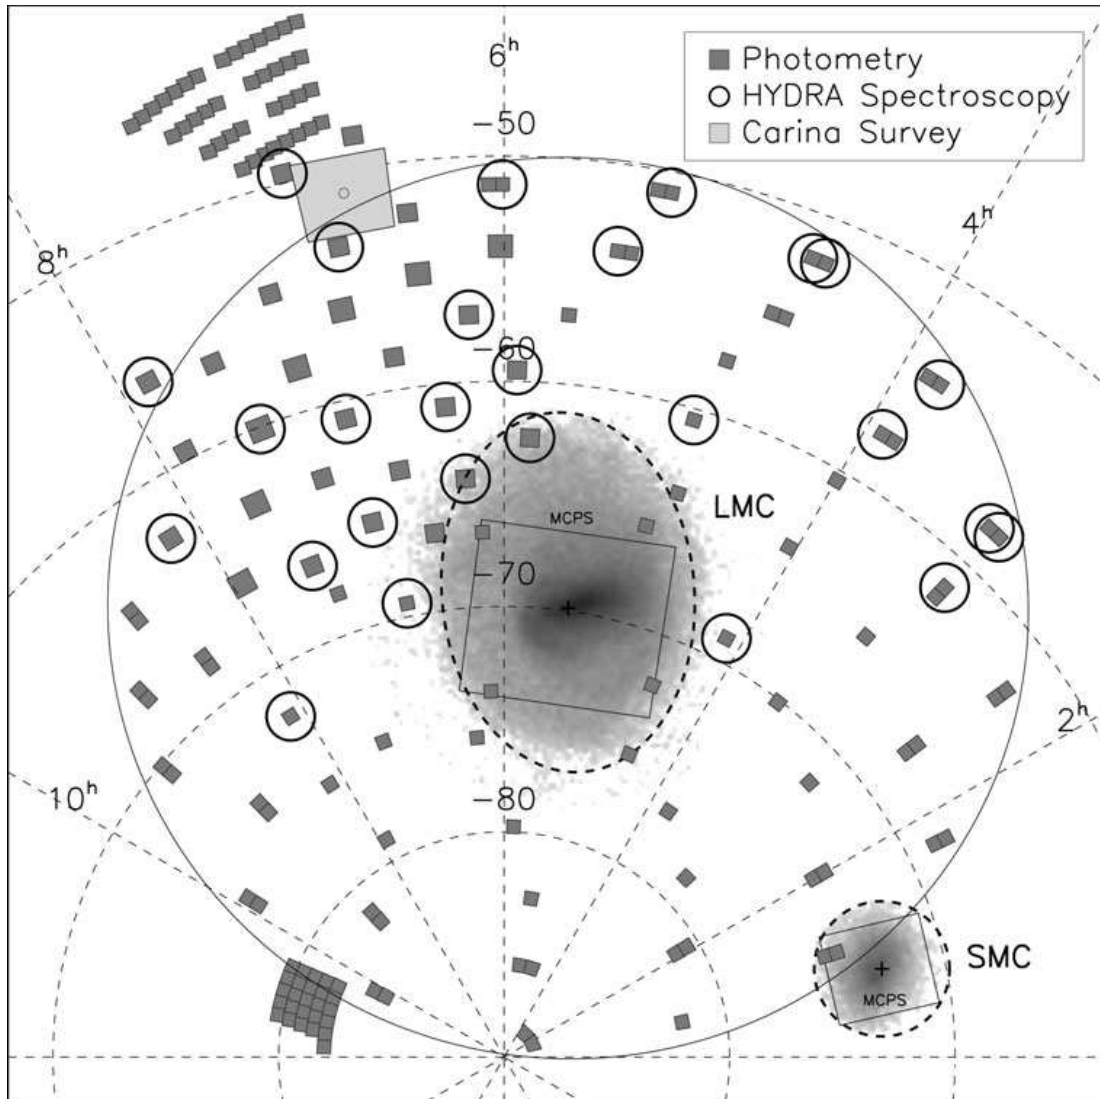 6h
Photometry
HYDRA Spectroscopy
Carina Survey
−50
4h
8h
−60
LMC
MCPS
−70
2h
10h
−80
SMC
MCPS